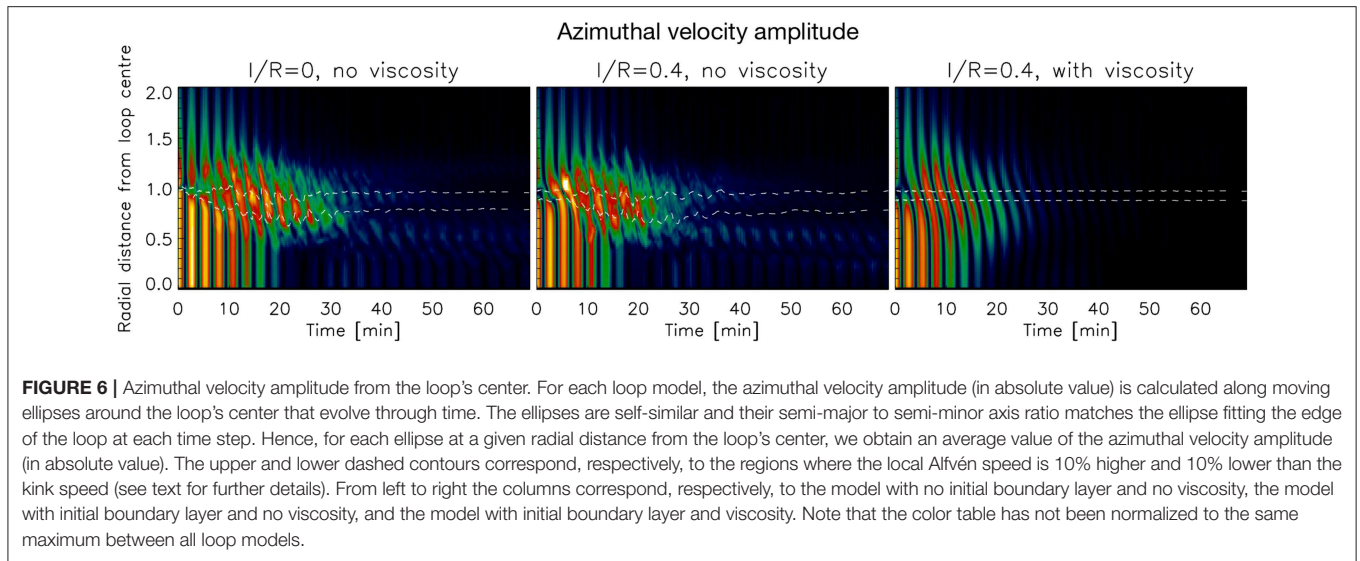 Azimuthal velocity amplitude
l/R=0, no viscosity
l/R=0.4, no viscosity
l/R=0.4, with viscosity
Radial distance from loop centre
2.0
1.5
1.0
0.5
0.0
0 10 20 30 40 50 60
0 10 20 30 40 50 60
0 10 20 30 40 50 60
Time [min]
Time [min]
Time [min]
FIGURE 6 | Azimuthal velocity amplitude from the loop's center. For each loop model, the azimuthal velocity amplitude (in absolute value) is calculated along moving
ellipses around the loop's center that evolve through time. The ellipses are self-similar and their semi-major to semi-minor axis ratio matches the ellipse fitting the edge
of the loop at each time step. Hence, for each ellipse at a given radial distance from the loop's center, we obtain an average value of the azimuthal velocity amplitude
(in absolute value). The upper and lower dashed contours correspond, respectively, to the regions where the local Alfvén speed is 10% higher and 10% lower than the
kink speed (see text for further details). From left to right the columns correspond, respectively, to the model with no initial boundary layer and no viscosity, the model
with initial boundary layer and no viscosity, and the model with initial boundary layer and viscosity. Note that the color table has not been normalized to the same
maximum between all loop models.